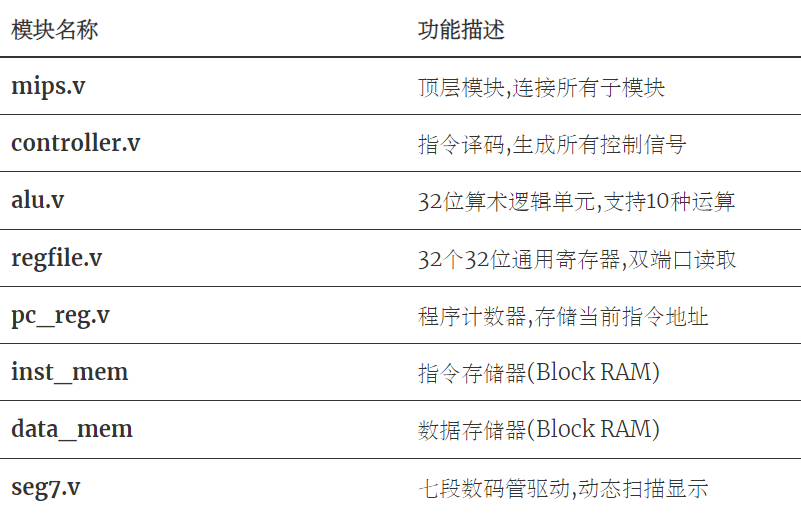 模块名称 功能描述
mips.v 顶层模块,连接所有子模块
controller.v 指令译码,生成所有控制信号
alu.v 32位算术逻辑单元,支持10种运算
regfile.v 32个32位通用寄存器,双端口读取
pc_reg.v 程序计数器,存储当前指令地址
inst_mem 指令存储器(Block RAM)
data_mem 数据存储器(Block RAM)
seg7.v 七段数码管驱动,动态扫描显示